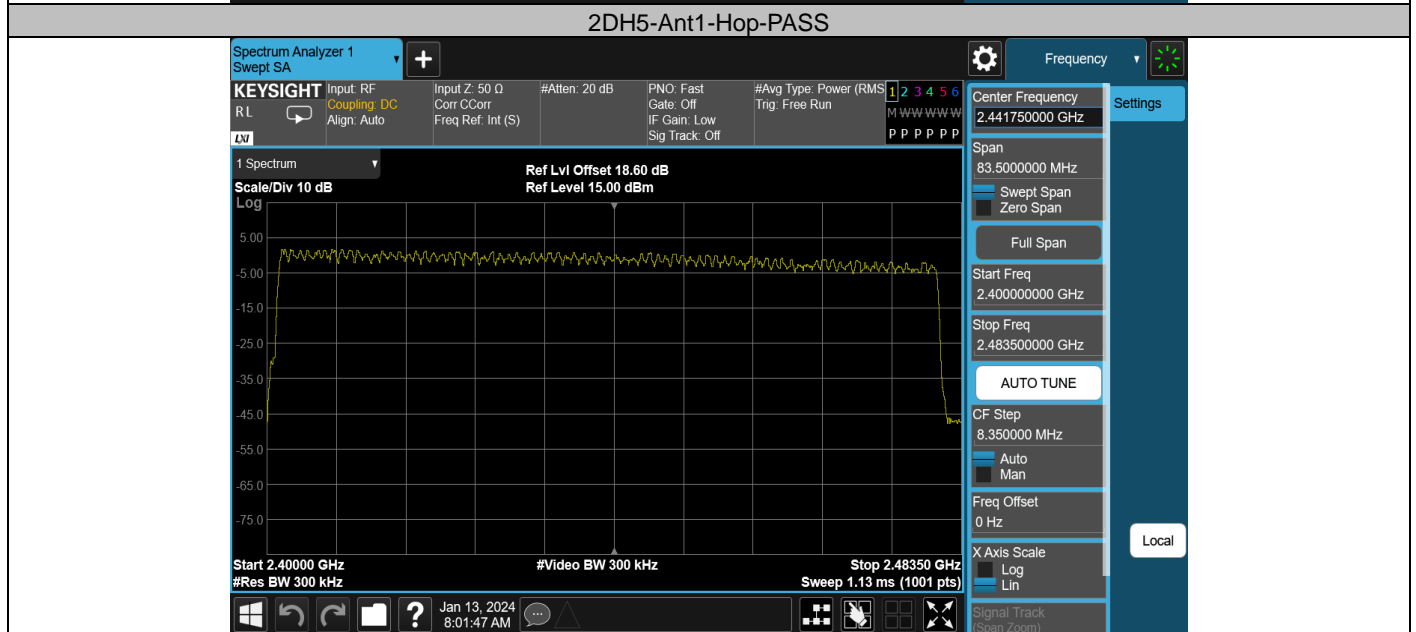 2DH5-Ant1-Hop-PASS
Spectrum Analyzer 1
Swept SA
Frequency
KEYSIGHT
RL
LXI
Input: RF
Coupling: DC
Align: Auto
Input Z: 50 Ω
Corr CCorr
Freq Ref: Int (S)
#Atten: 20 dB
PNO: Fast
Gate: Off
IF Gain: Low
Sig Track: Off
#Avg Type: Power (RMS
Trig: Free Run
1 2 3 4 5 6
M W W W W W
P P P P P P
Center Frequency
2.441750000 GHz
Settings
Span
83.5000000 MHz
Swept Span
Zero Span
Full Span
Start Freq
2.400000000 GHz
Stop Freq
2.483500000 GHz
AUTO TUNE
CF Step
8.350000 MHz
Auto
Man
Freq Offset
0 Hz
X Axis Scale
Log
Lin
Signal Track
(Span Zoom)
Local
1 Spectrum
Scale/Div 10 dB
Ref Lvl Offset 18.60 dB
Ref Level 15.00 dBm
Log
5.00
-5.00
-15.0
-25.0
-35.0
-45.0
-55.0
-65.0
-75.0
Start 2.40000 GHz
#Video BW 300 kHz
Stop 2.48350 GHz
#Res BW 300 kHz
Sweep 1.13 ms (1001 pts)
?
Jan 13, 2024
8:01:47 AM